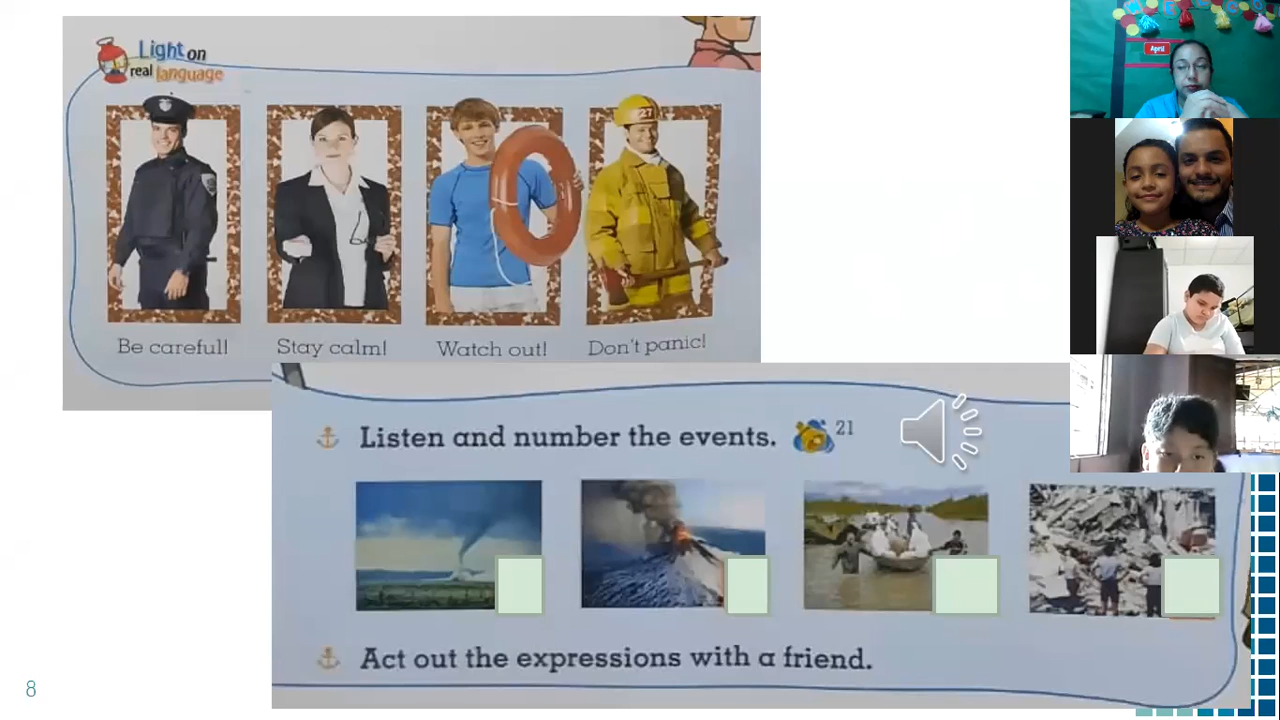 Light on
real language
27
Be careful!
Stay calm!
Watch out!
Don't panic!
Listen and number the events.
21
Act out the expressions with a friend.
8
April